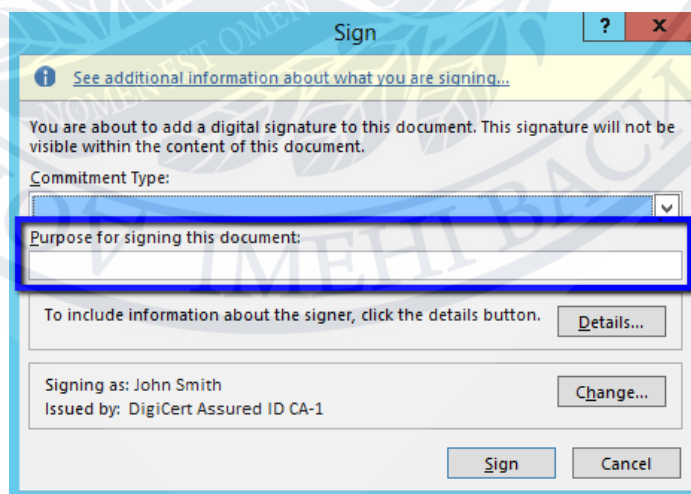 Sign
?
x
See additional information about what you are signing...
You are about to add a digital signature to this document. This signature will not be
visible within the content of this document.
Commitment Type:
Purpose for signing this document:
To include information about the signer, click the details button.
Details...
Signing as: John Smith
Change...
Issued by: DigiCert Assured ID CA-1
Sign
Cancel
NOMEN EST OMEN